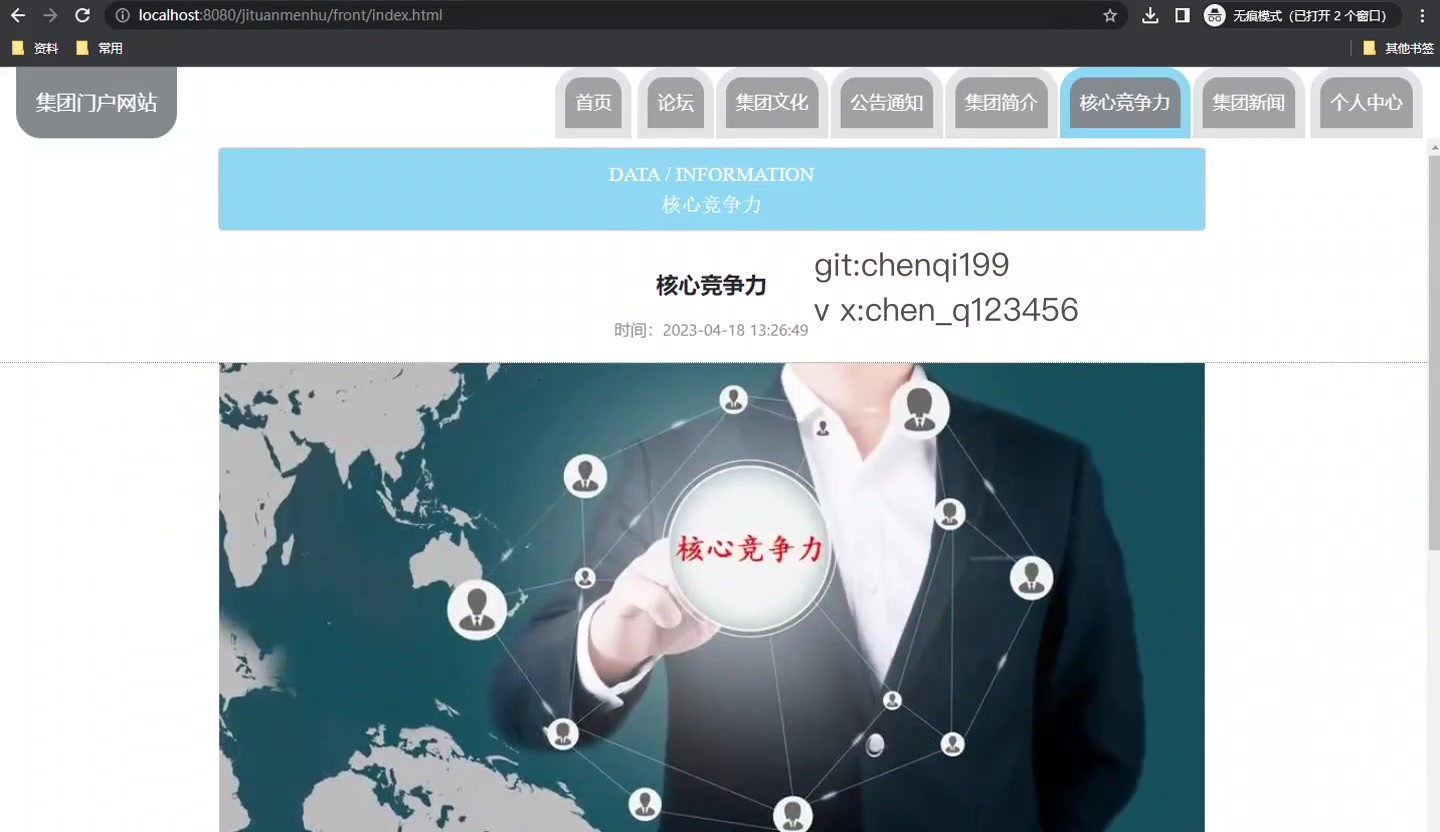 localhost:8080/jituanmenhu/front/index.html
无痕模式（已打开 2 个窗口）
资料
常用
其他书签
集团门户网站
首页
论坛
集团文化
公告通知
集团简介
核心竞争力
集团新闻
个人中心
DATA / INFORMATION
核心竞争力
核心竞争力
git:chenqi199
v x:chen_q123456
时间：2023-04-18 13:26:49
核心竞争力